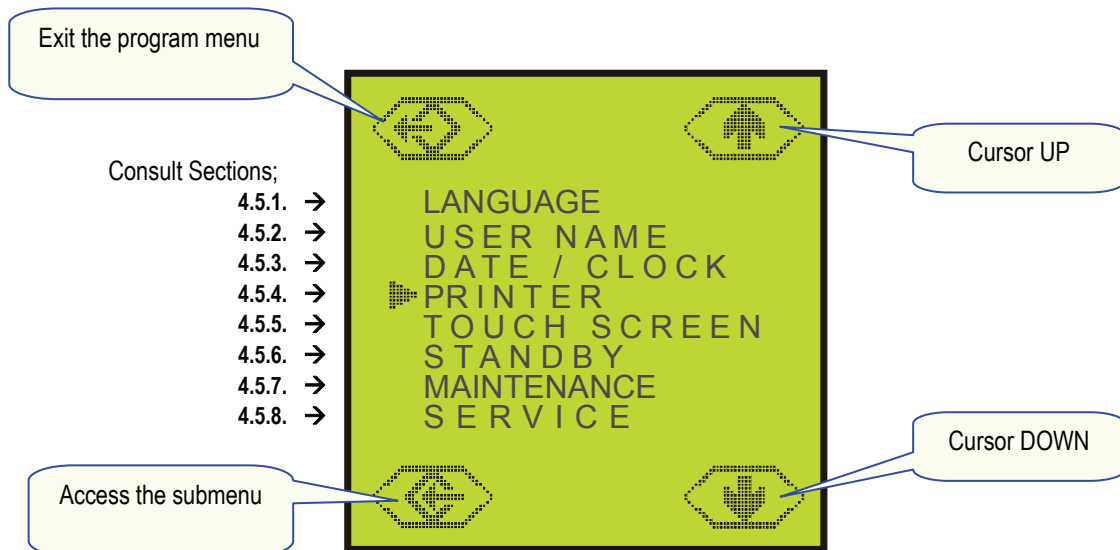 Exit the program menu
Cursor UP
Consult Sections;
4.5.1. → LANGUAGE
4.5.2. → USER NAME
4.5.3. → DATE / CLOCK
4.5.4. → PRINTER
4.5.5. → TOUCH SCREEN
4.5.6. → STANDBY
4.5.7. → MAINTENANCE
4.5.8. → SERVICE
Cursor DOWN
Access the submenu